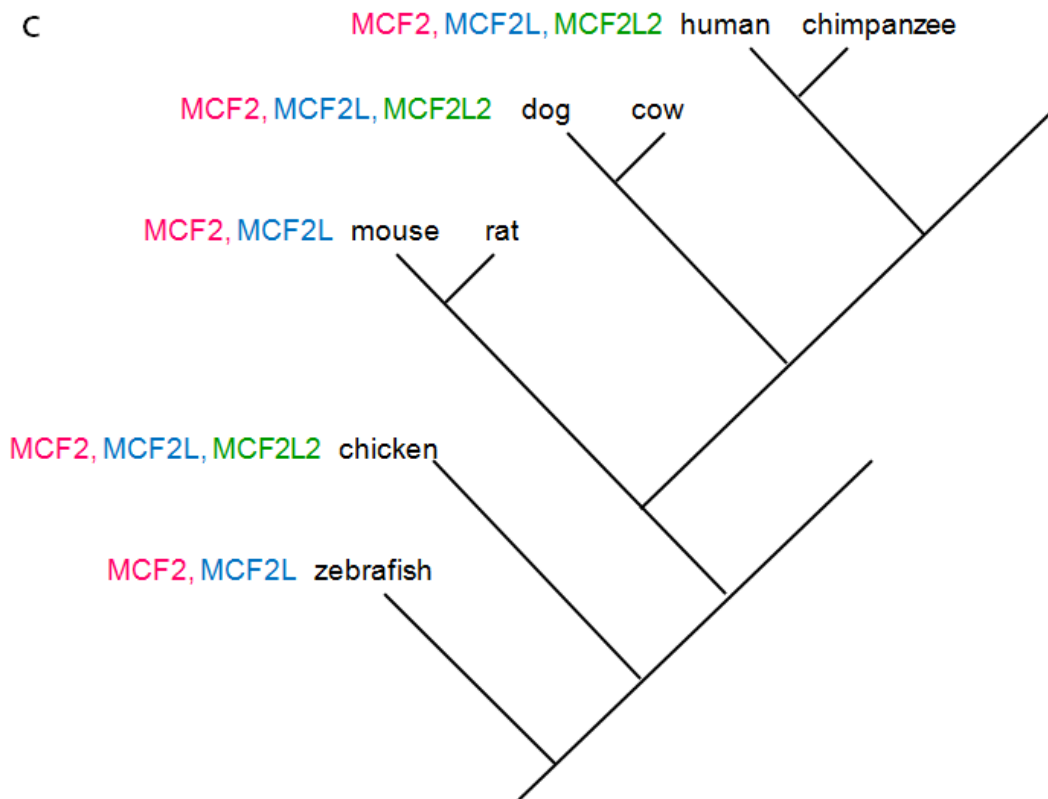 C
MCF2, MCF2L, MCF2L2 human chimpanzee
MCF2, MCF2L, MCF2L2 dog cow
MCF2, MCF2L mouse rat
MCF2, MCF2L, MCF2L2 chicken
MCF2, MCF2L zebrafish